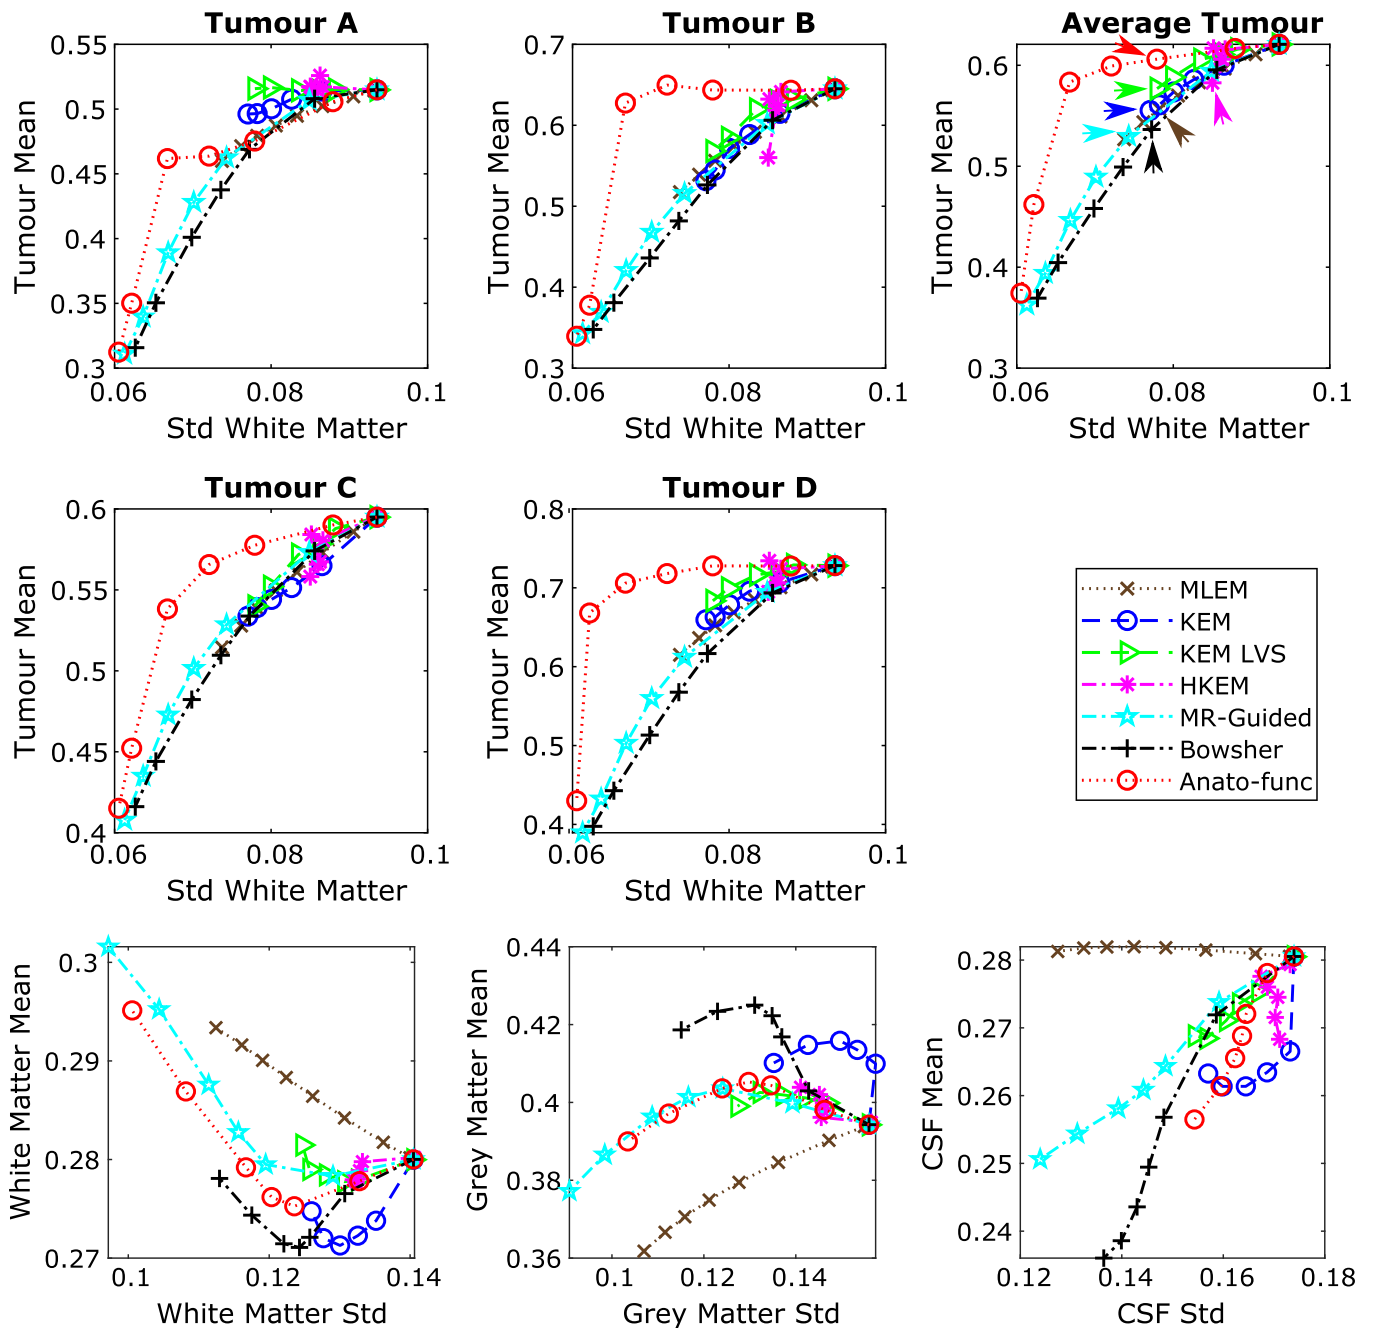 Tumour A
0.55
0.5
0.45
0.4
0.35
0.3
0.06
0.08
0.1
Tumour Mean
Std White Matter
Tumour B
0.7
0.6
0.5
0.4
0.3
0.06
0.08
0.1
Tumour Mean
Std White Matter
Average Tumour
0.6
0.5
0.4
0.3
0.06
0.08
0.1
Tumour Mean
Std White Matter
Tumour C
0.6
0.55
0.5
0.45
0.4
0.06
0.08
0.1
Tumour Mean
Std White Matter
Tumour D
0.8
0.7
0.6
0.5
0.4
0.06
0.08
0.1
Tumour Mean
Std White Matter
MLEM
KEM
KEM LVS
HKEM
MR-Guided
Bowsher
Anato-func
0.3
0.29
0.28
0.27
0.1
0.12
0.14
White Matter Mean
White Matter Std
0.44
0.42
0.4
0.38
0.36
0.1
0.12
0.14
Grey Matter Mean
Grey Matter Std
0.28
0.27
0.26
0.25
0.24
0.12
0.14
0.16
0.18
CSF Mean
CSF Std